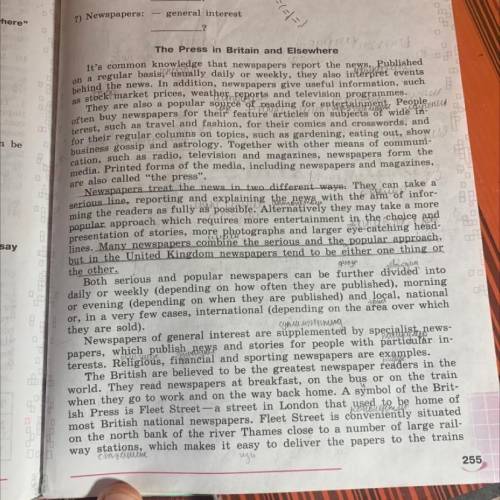 here"
7) Newspapers: — general interest
?
The Press in Britain and Elsewhere
It's common knowledge that newspapers report the news. Published
on a regular basis, usually daily or weekly, they also interpret events
behind the news. In addition, newspapers give useful information, such
as stock market prices, weather reports and television programmes.
They are also a popular source of reading for entertainment. People
often buy newspapers for their feature articles on subjects of wide in-
terest, such as travel and fashion, for their comics and crosswords, and
for their regular columns on topics, such as gardening, eating out, show
business gossip and astrology. Together with other means of communi-
cation, such as radio, television and magazines, newspapers form the
media. Printed forms of the media, including newspapers and magazines,
are also called "the press".
Newspapers treat the news in two different ways. They can take a
serious line, reporting and explaining the news with the aim of infor-
ming the readers as fully as possible. Alternatively they may take a more
popular approach which requires more entertainment in the choice and
presentation of stories, more photographs and larger eye-catching head-
lines. Many newspapers combine the serious and the popular approach,
but in the United Kingdom newspapers tend to be either one thing or
the other.
Both serious and popular newspapers can be further divided into
daily or weekly (depending on how often they are published), morning
or evening (depending on when they are published) and local, national
or, in a very few cases, international (depending on the area over which
they are sold).
Newspapers of general interest are supplemented by specialist news-
papers, which publish news and stories for people with particular in-
terests. Religious, financial and sporting newspapers are examples.
The British are believed to be the greatest newspaper readers in the
world. They read newspapers at breakfast, on the bus or on the train
when they go to work and on the way back home. A symbol of the Brit-
ish Press is Fleet Street — a street in London that used to be home of
most British national newspapers. Fleet Street is conveniently situated
on the north bank of the river Thames close to a number of large rail-
way stations, which makes it easy to deliver the papers to the trains
255
n be
say